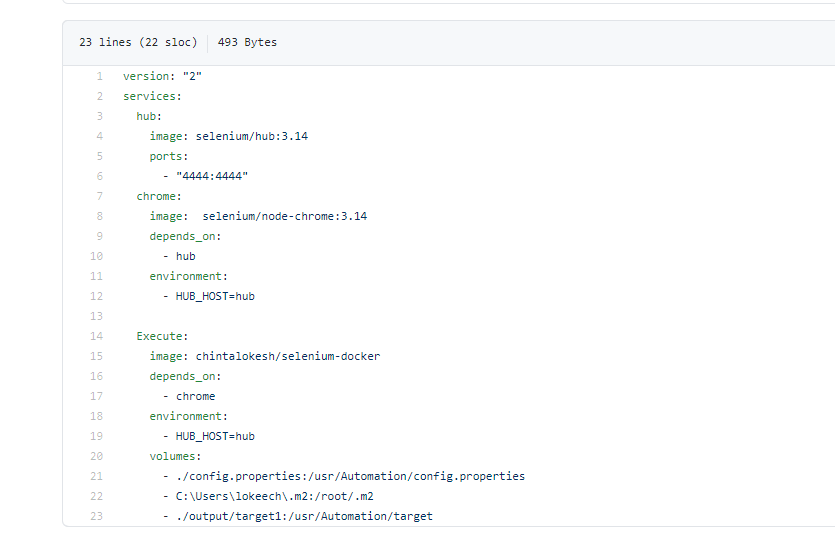 23 lines (22 sloc) 493 Bytes
1 version: "2"
2 services:
3 hub:
4 image: selenium/hub:3.14
5 ports:
6 - "4444:4444"
7 chrome:
8 image:  selenium/node-chrome:3.14
9 depends_on:
10 - hub
11 environment:
12 - HUB_HOST=hub
13
14 Execute:
15 image: chintalokesh/selenium-docker
16 depends_on:
17 - chrome
18 environment:
19 - HUB_HOST=hub
20 volumes:
21 - ./config.properties:/usr/Automation/config.properties
22 - C:\Users\lokeech\.m2:/root/.m2
23 - ./output/target1:/usr/Automation/target